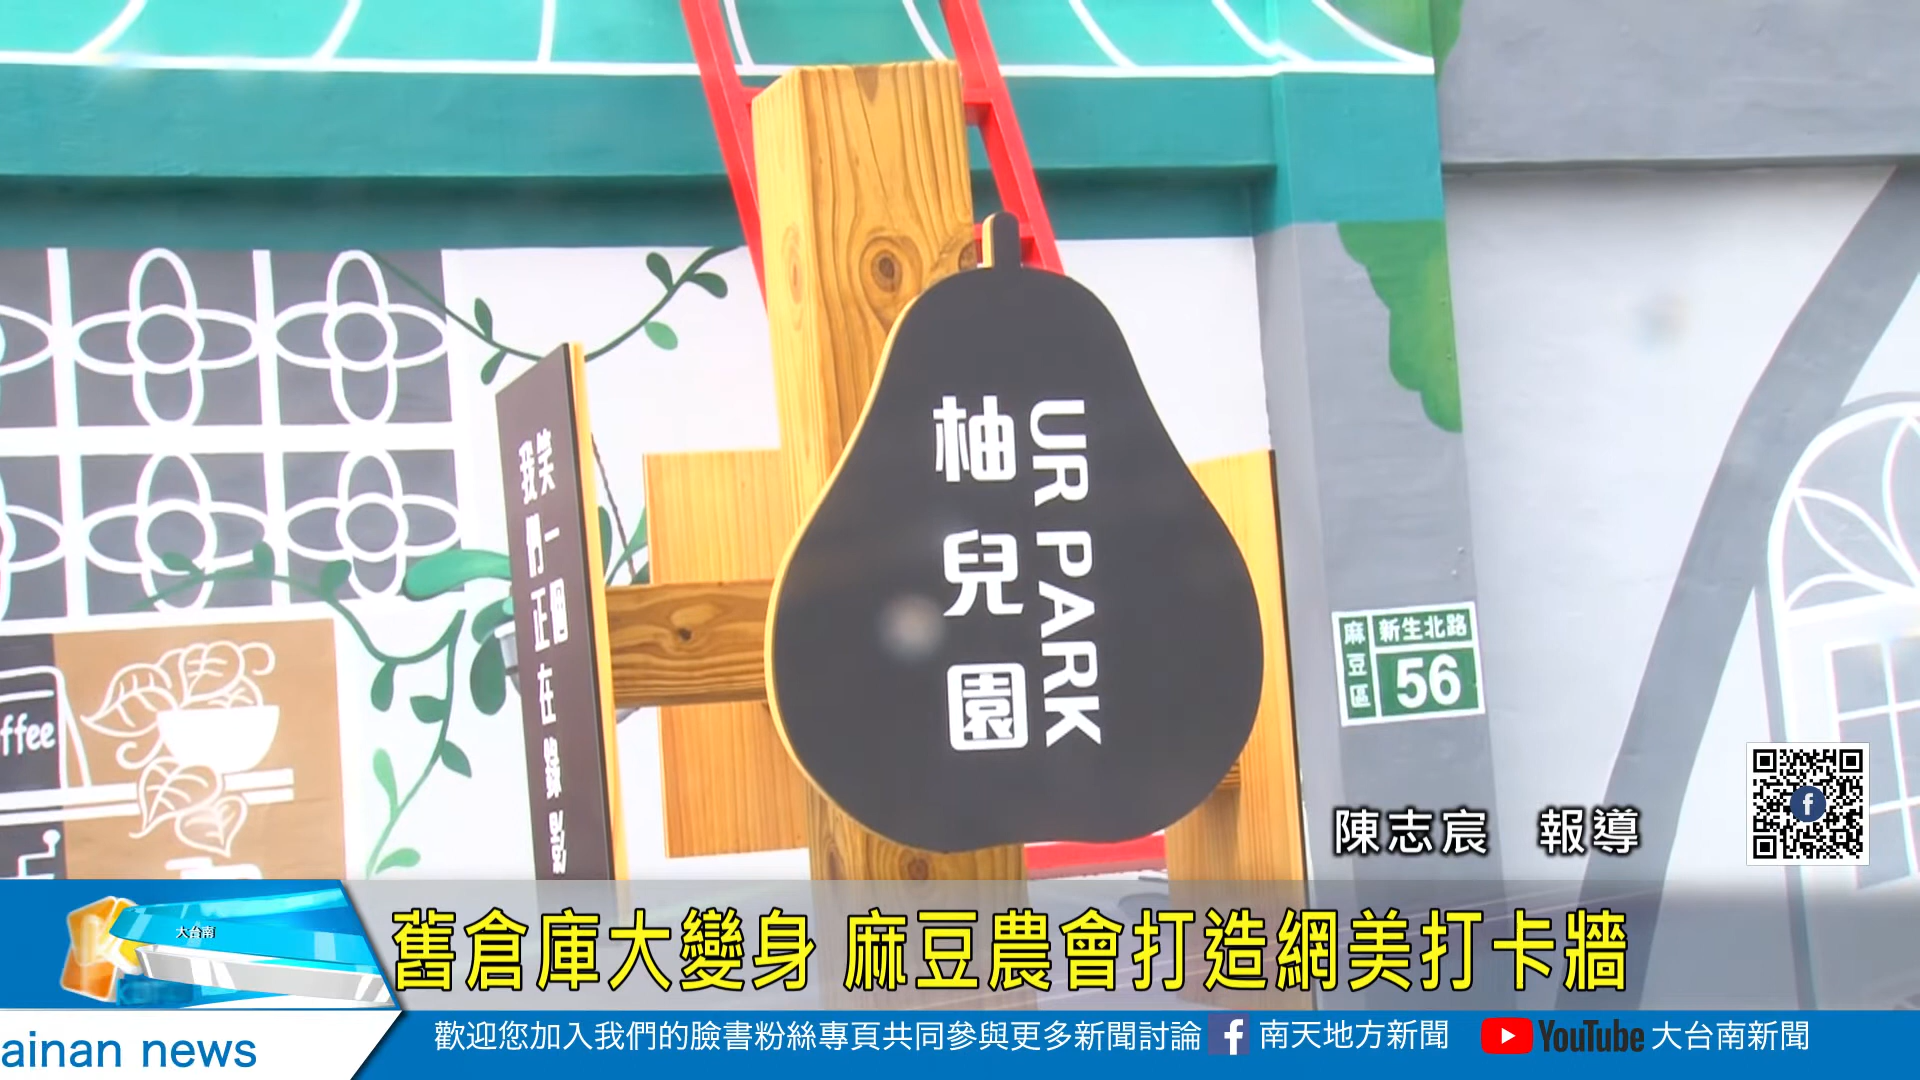 柚兒園
UR PARK
笑一個
我們正在錄影
麻豆區
新生北路
56
ffee
陳志宸 報導
大台南
舊倉庫大變身 麻豆農會打造網美打卡牆
ainan news
歡迎您加入我們的臉書粉絲專頁共同參與更多新聞討論 f 南天地方新聞 YouTube 大台南新聞